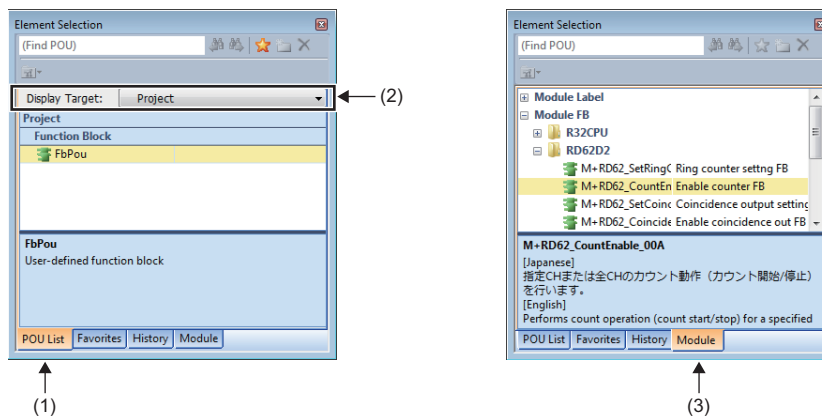 Element Selection
(Find POU)
Display Target: Project
(2)
Project
Function Block
FbPou
FbPou
User-defined function block
POU List Favorites History Module
(1)
Element Selection
(Find POU)
Module Label
Module FB
R32CPU
RD62D2
M+RD62_SetRingC Ring counter settng FB
M+RD62_CountEn Enable counter FB
M+RD62_SetCoinc Coincidence output setting
M+RD62_Coincide Enable coincidence out FB
M+RD62_CountEnable_00A
[Japanese]
指定CHまたは全CHのカウント動作（カウント開始/停止）
を行います。
[English]
Performs count operation (count start/stop) for a specified
POU List Favorites History Module
(3)